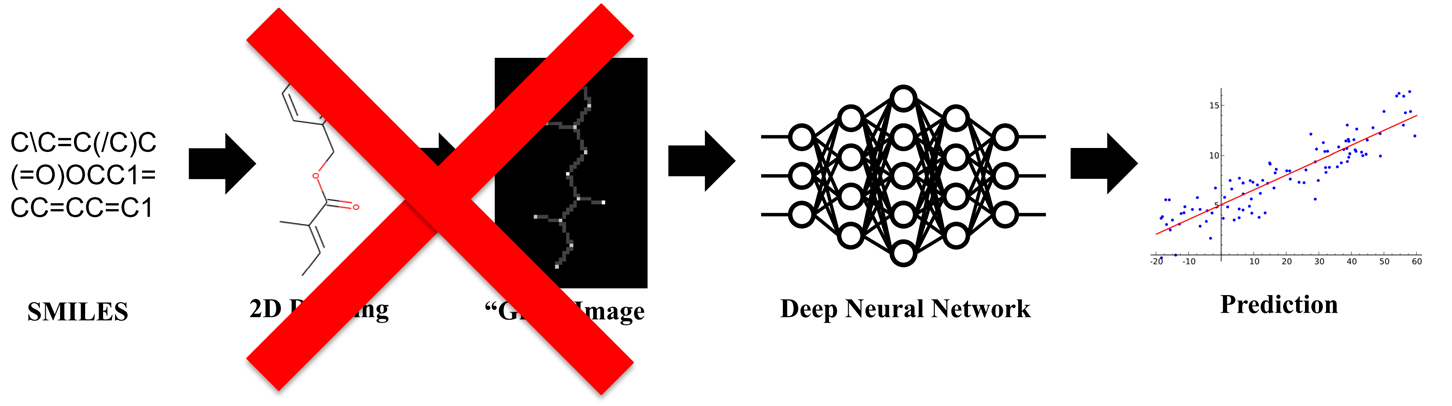 C\C=C(/C)C
(=O)OCC1=
CC=CC=C1
O
O
15
10
5
-20
-10
10
20
30
40
50
60
SMILES
2D
Image
Deep Neural Network
Prediction